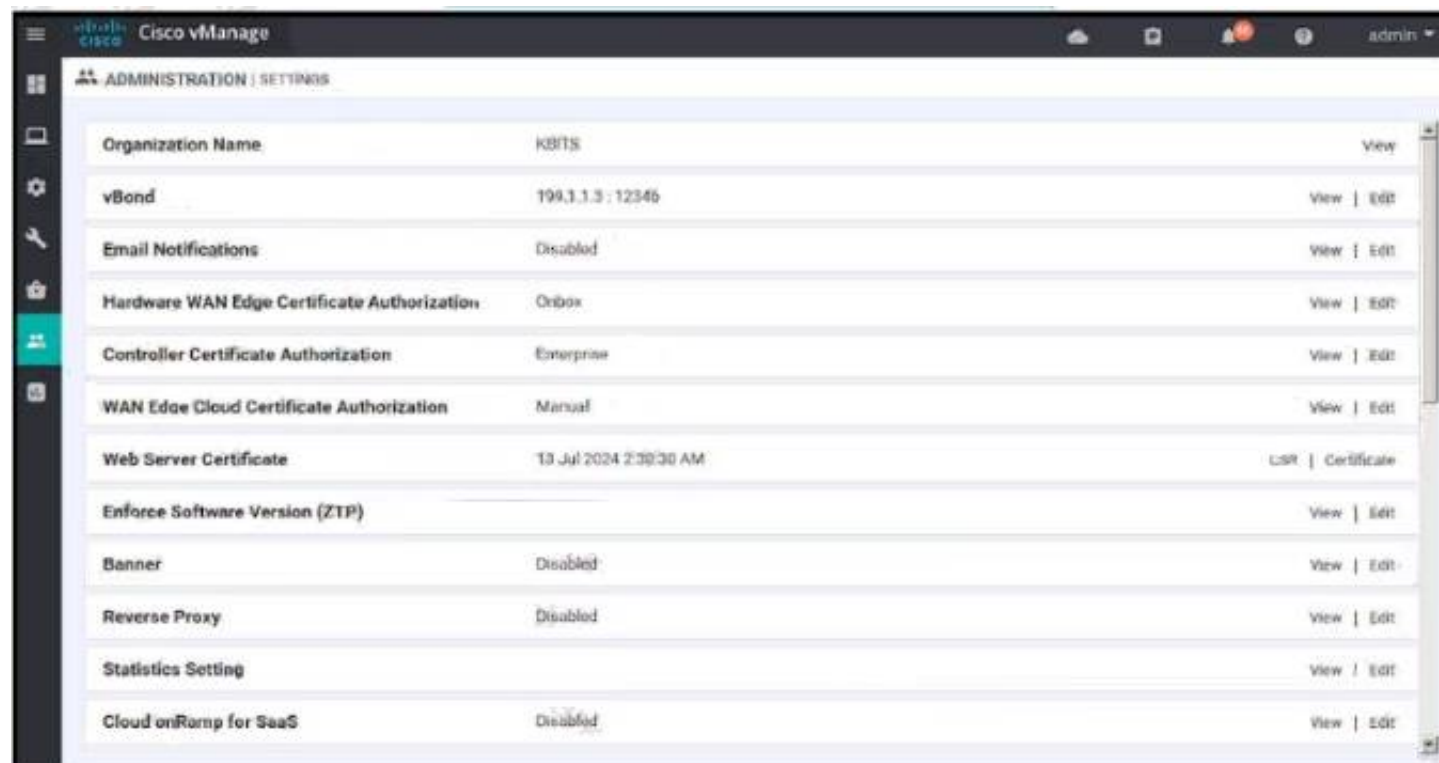 cisco Cisco vManage admin
ADMINISTRATION | SETTINGS
Organization Name KBITS View
vBond 199.1.1.3 : 12346 View | Edit
Email Notifications Disabled View | Edit
Hardware WAN Edge Certificate Authorization Onbox View | Edit
Controller Certificate Authorization Enterprise View | Edit
WAN Edge Cloud Certificate Authorization Manual View | Edit
Web Server Certificate 13 Jul 2024 CSR | Certificate
Enforce Software Version (ZTP) View | Edit
Banner Disabled View | Edit
Reverse Proxy Disabled View | Edit
Statistics Setting View | Edit
Cloud onRamp for SaaS Disabled View | Edit